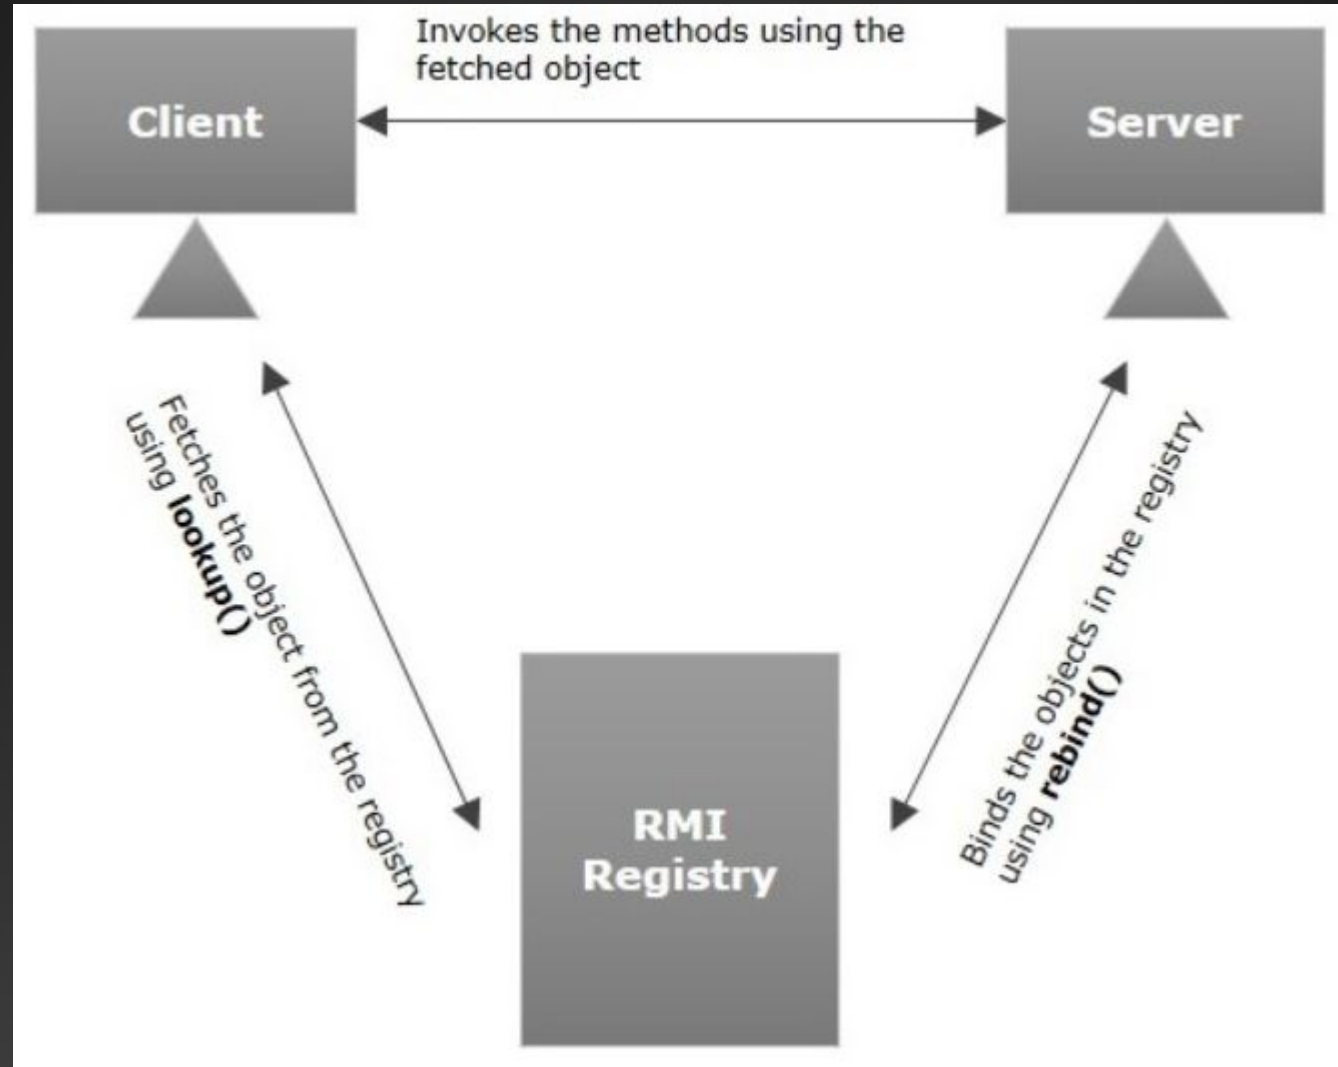 Invokes the methods using the
fetched object
Client
Server
Fetches the object from the registry
using lookup()
Binds the objects in the registry
using rebind()
RMI
Registry